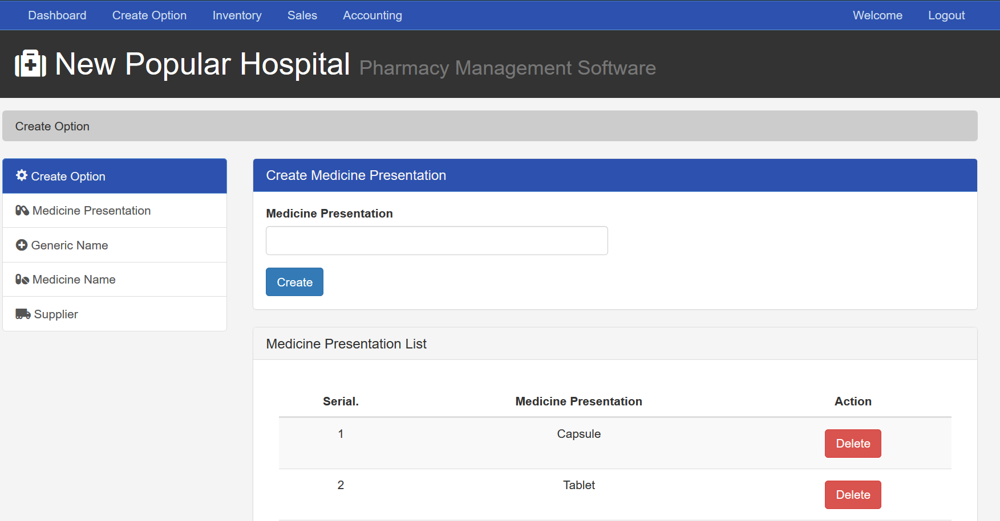 Dashboard Create Option Inventory Sales Accounting Welcome Logout
New Popular Hospital Pharmacy Management Software
Create Option
Create Option
Medicine Presentation
Generic Name
Medicine Name
Supplier
Create Medicine Presentation
Medicine Presentation
Create
Medicine Presentation List
Serial. Medicine Presentation Action
1 Capsule Delete
2 Tablet Delete